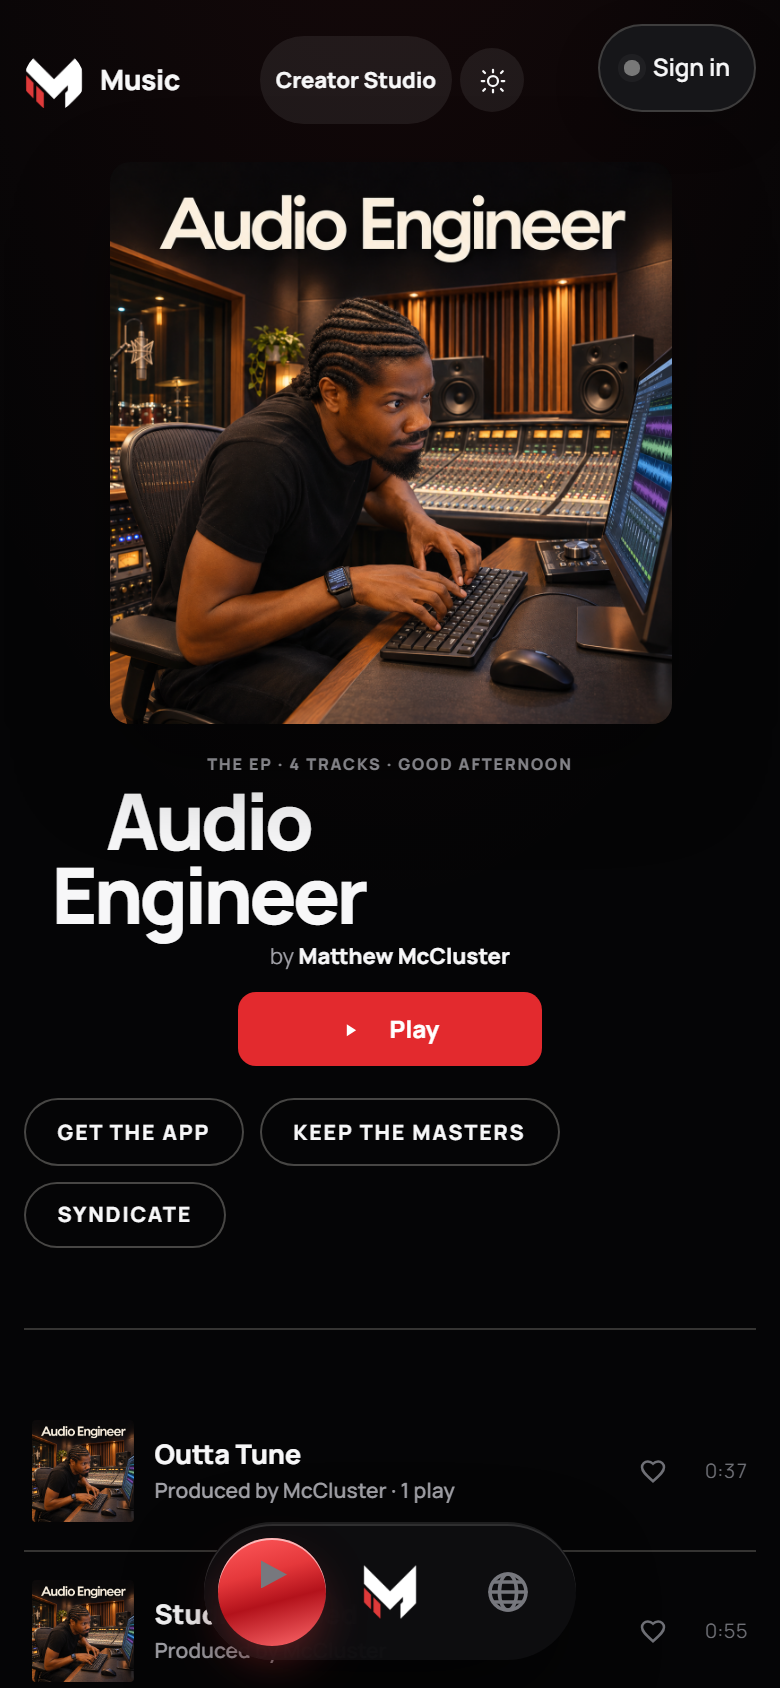 Music
Creator Studio
Sign in
Audio Engineer
THE EP · 4 TRACKS · GOOD AFTERNOON
Audio
Engineer
by Matthew McCluster
Play
GET THE APP
KEEP THE MASTERS
SYNDICATE
Audio Engineer
Outta Tune
Produced by McCluster · 1 play
0:37
Audio Engineer
Produced
0:55